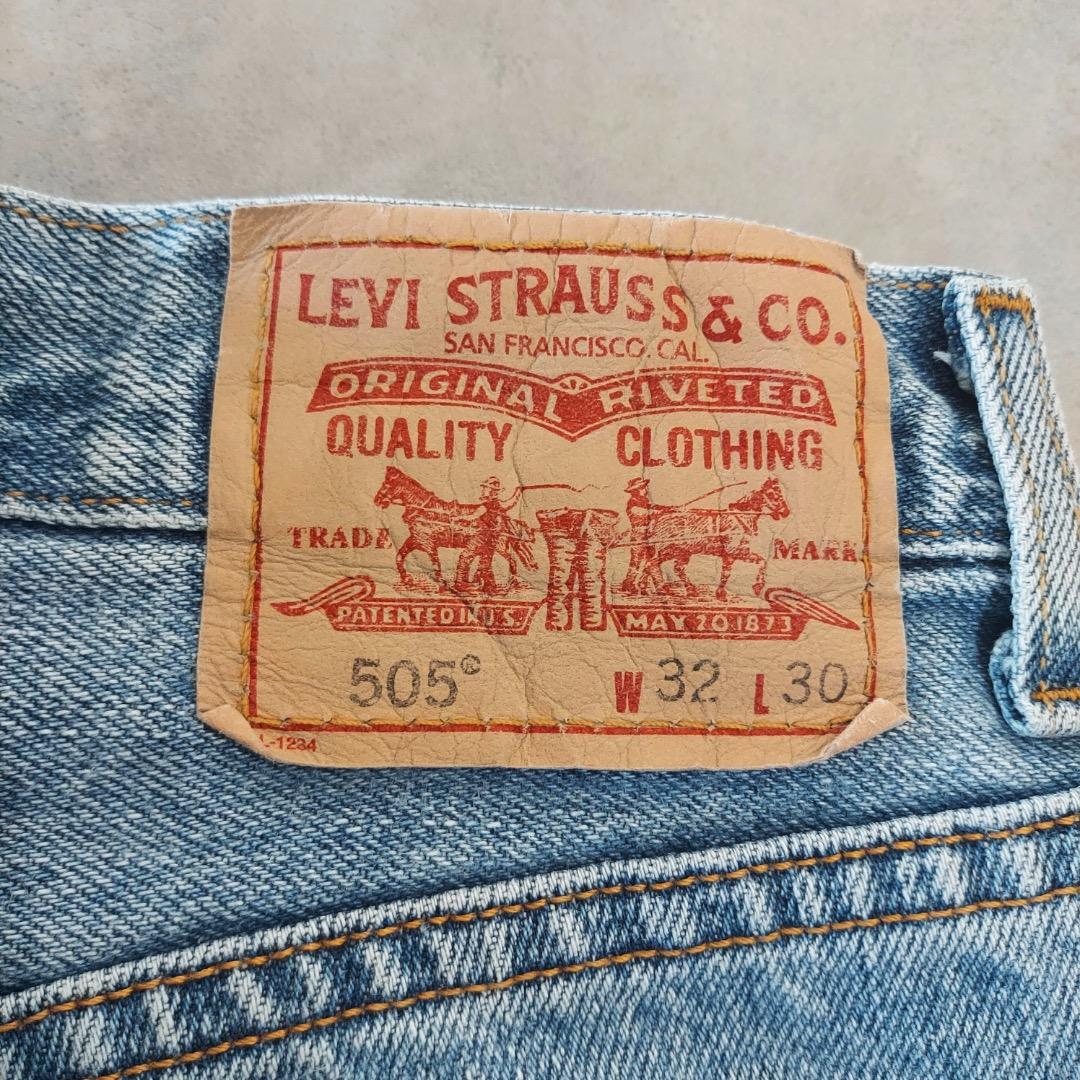 LEVI STRAUSS & CO.
SAN FRANCISCO. CAL.
ORIGINAL RIVETED
QUALITY CLOTHING
TRADE MARK
PATENTED IN U.S. MAY 20 1873
505® W 32 L 30
L-1234